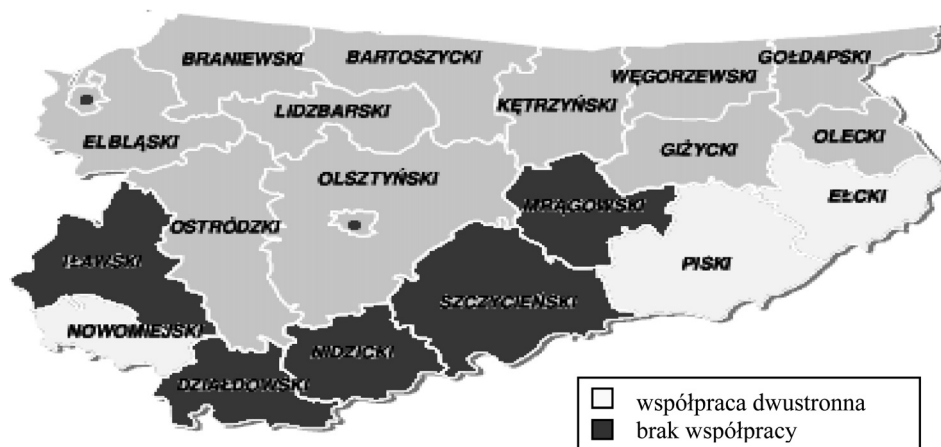 BRANIEWSKI
BARTOSZYCKI
GOŁDAPSKI
WĘGORZEWSKI
KĘTRZYŃSKI
LIDZBARSKI
ELBLĄSKI
OLECKI
GIŻYCKI
OLSZTYŃSKI
EŁCKI
MRĄGOWSKI
OSTRÓDZKI
IŁAWSKI
PISKI
SZCZYCIEŃSKI
NOWOMIEJSKI
NIDZICKI
DZIAŁDOWSKI
współpraca dwustronna
brak współpracy